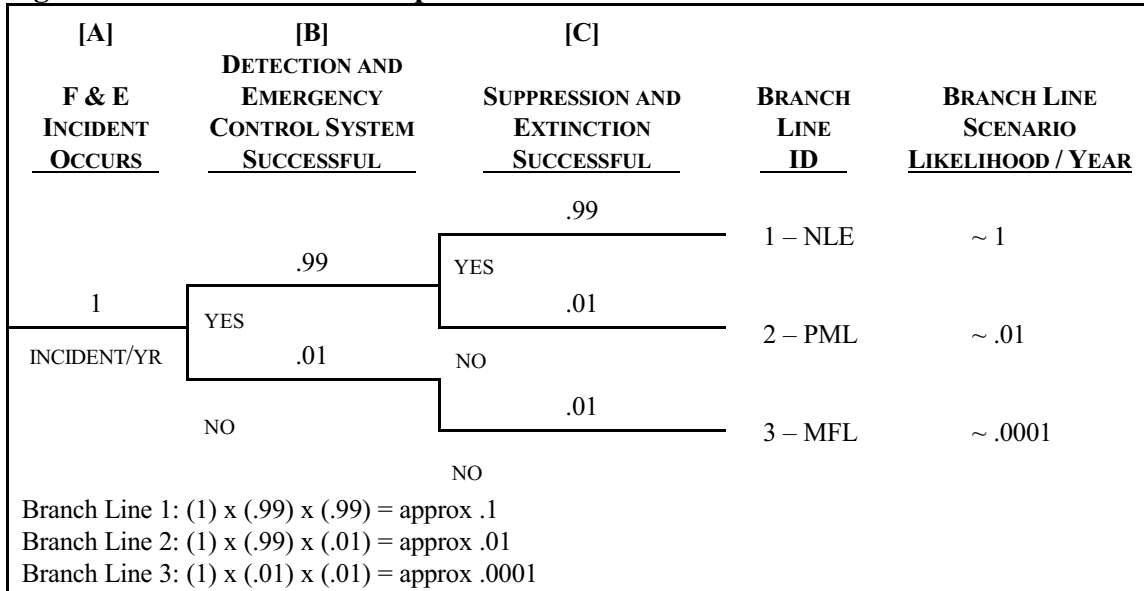 [A] [B] [C]
DETECTION AND
F & E EMERGENCY SUPPRESSION AND BRANCH BRANCH LINE
INCIDENT CONTROL SYSTEM EXTINCTION LINE SCENARIO
OCCURS SUCCESSFUL SUCCESSFUL ID LIKELIHOOD / YEAR
.99
1 – NLE ~ 1
.99 YES
1 .01
YES
INCIDENT/YR .01 NO 2 – PML ~ .01
.01
NO 3 – MFL ~ .0001
NO
Branch Line 1: (1) x (.99) x (.99) = approx .1
Branch Line 2: (1) x (.99) x (.01) = approx .01
Branch Line 3: (1) x (.01) x (.01) = approx .0001